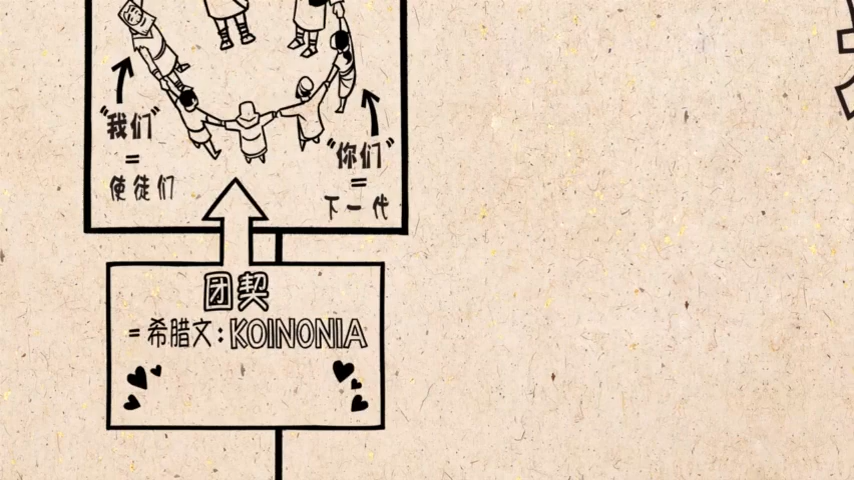 “我们”
=
使徒们
“你们”
=
下一代
团契
=希腊文:KOINONIA